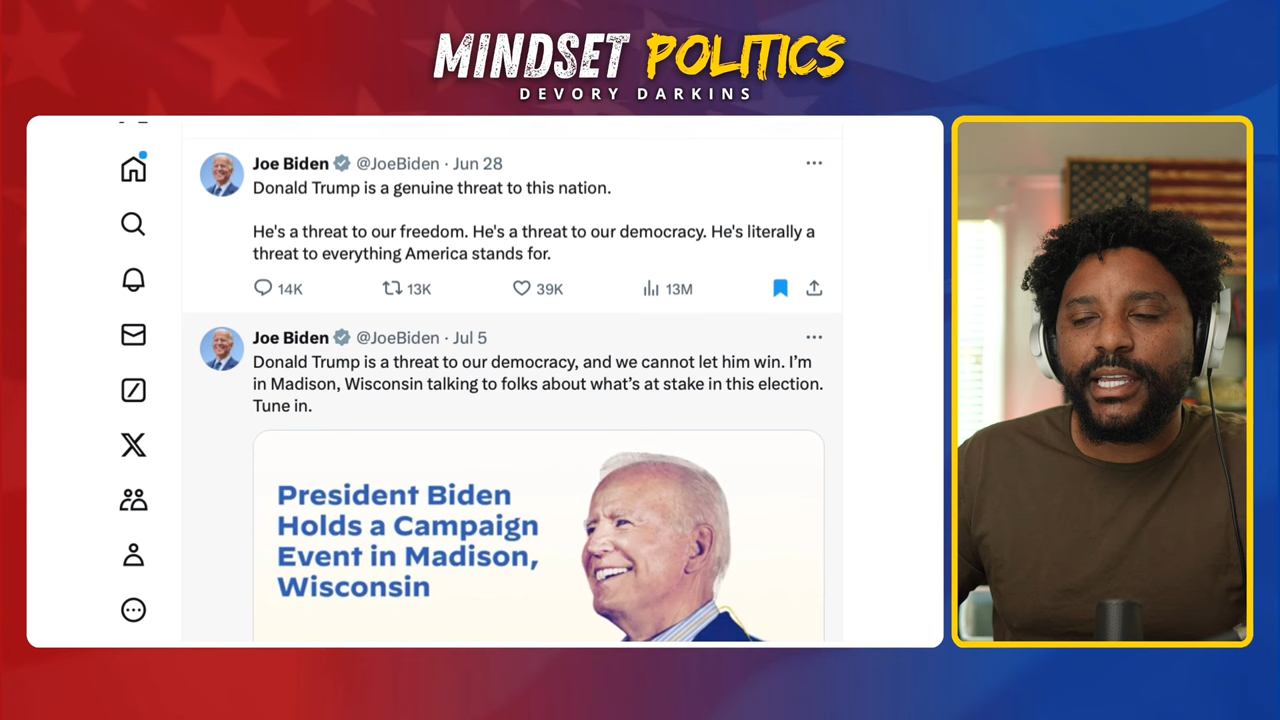 MINDSET POLITICS
DEVORY DARKINS
Joe Biden @JoeBiden · Jun 28
Donald Trump is a genuine threat to this nation.
He's a threat to our freedom. He's a threat to our democracy. He's literally a
threat to everything America stands for.
14K 13K 39K 13M
Joe Biden @JoeBiden · Jul 5
Donald Trump is a threat to our democracy, and we cannot let him win. I’m
in Madison, Wisconsin talking to folks about what’s at stake in this election.
Tune in.
President Biden
Holds a Campaign
Event in Madison,
Wisconsin